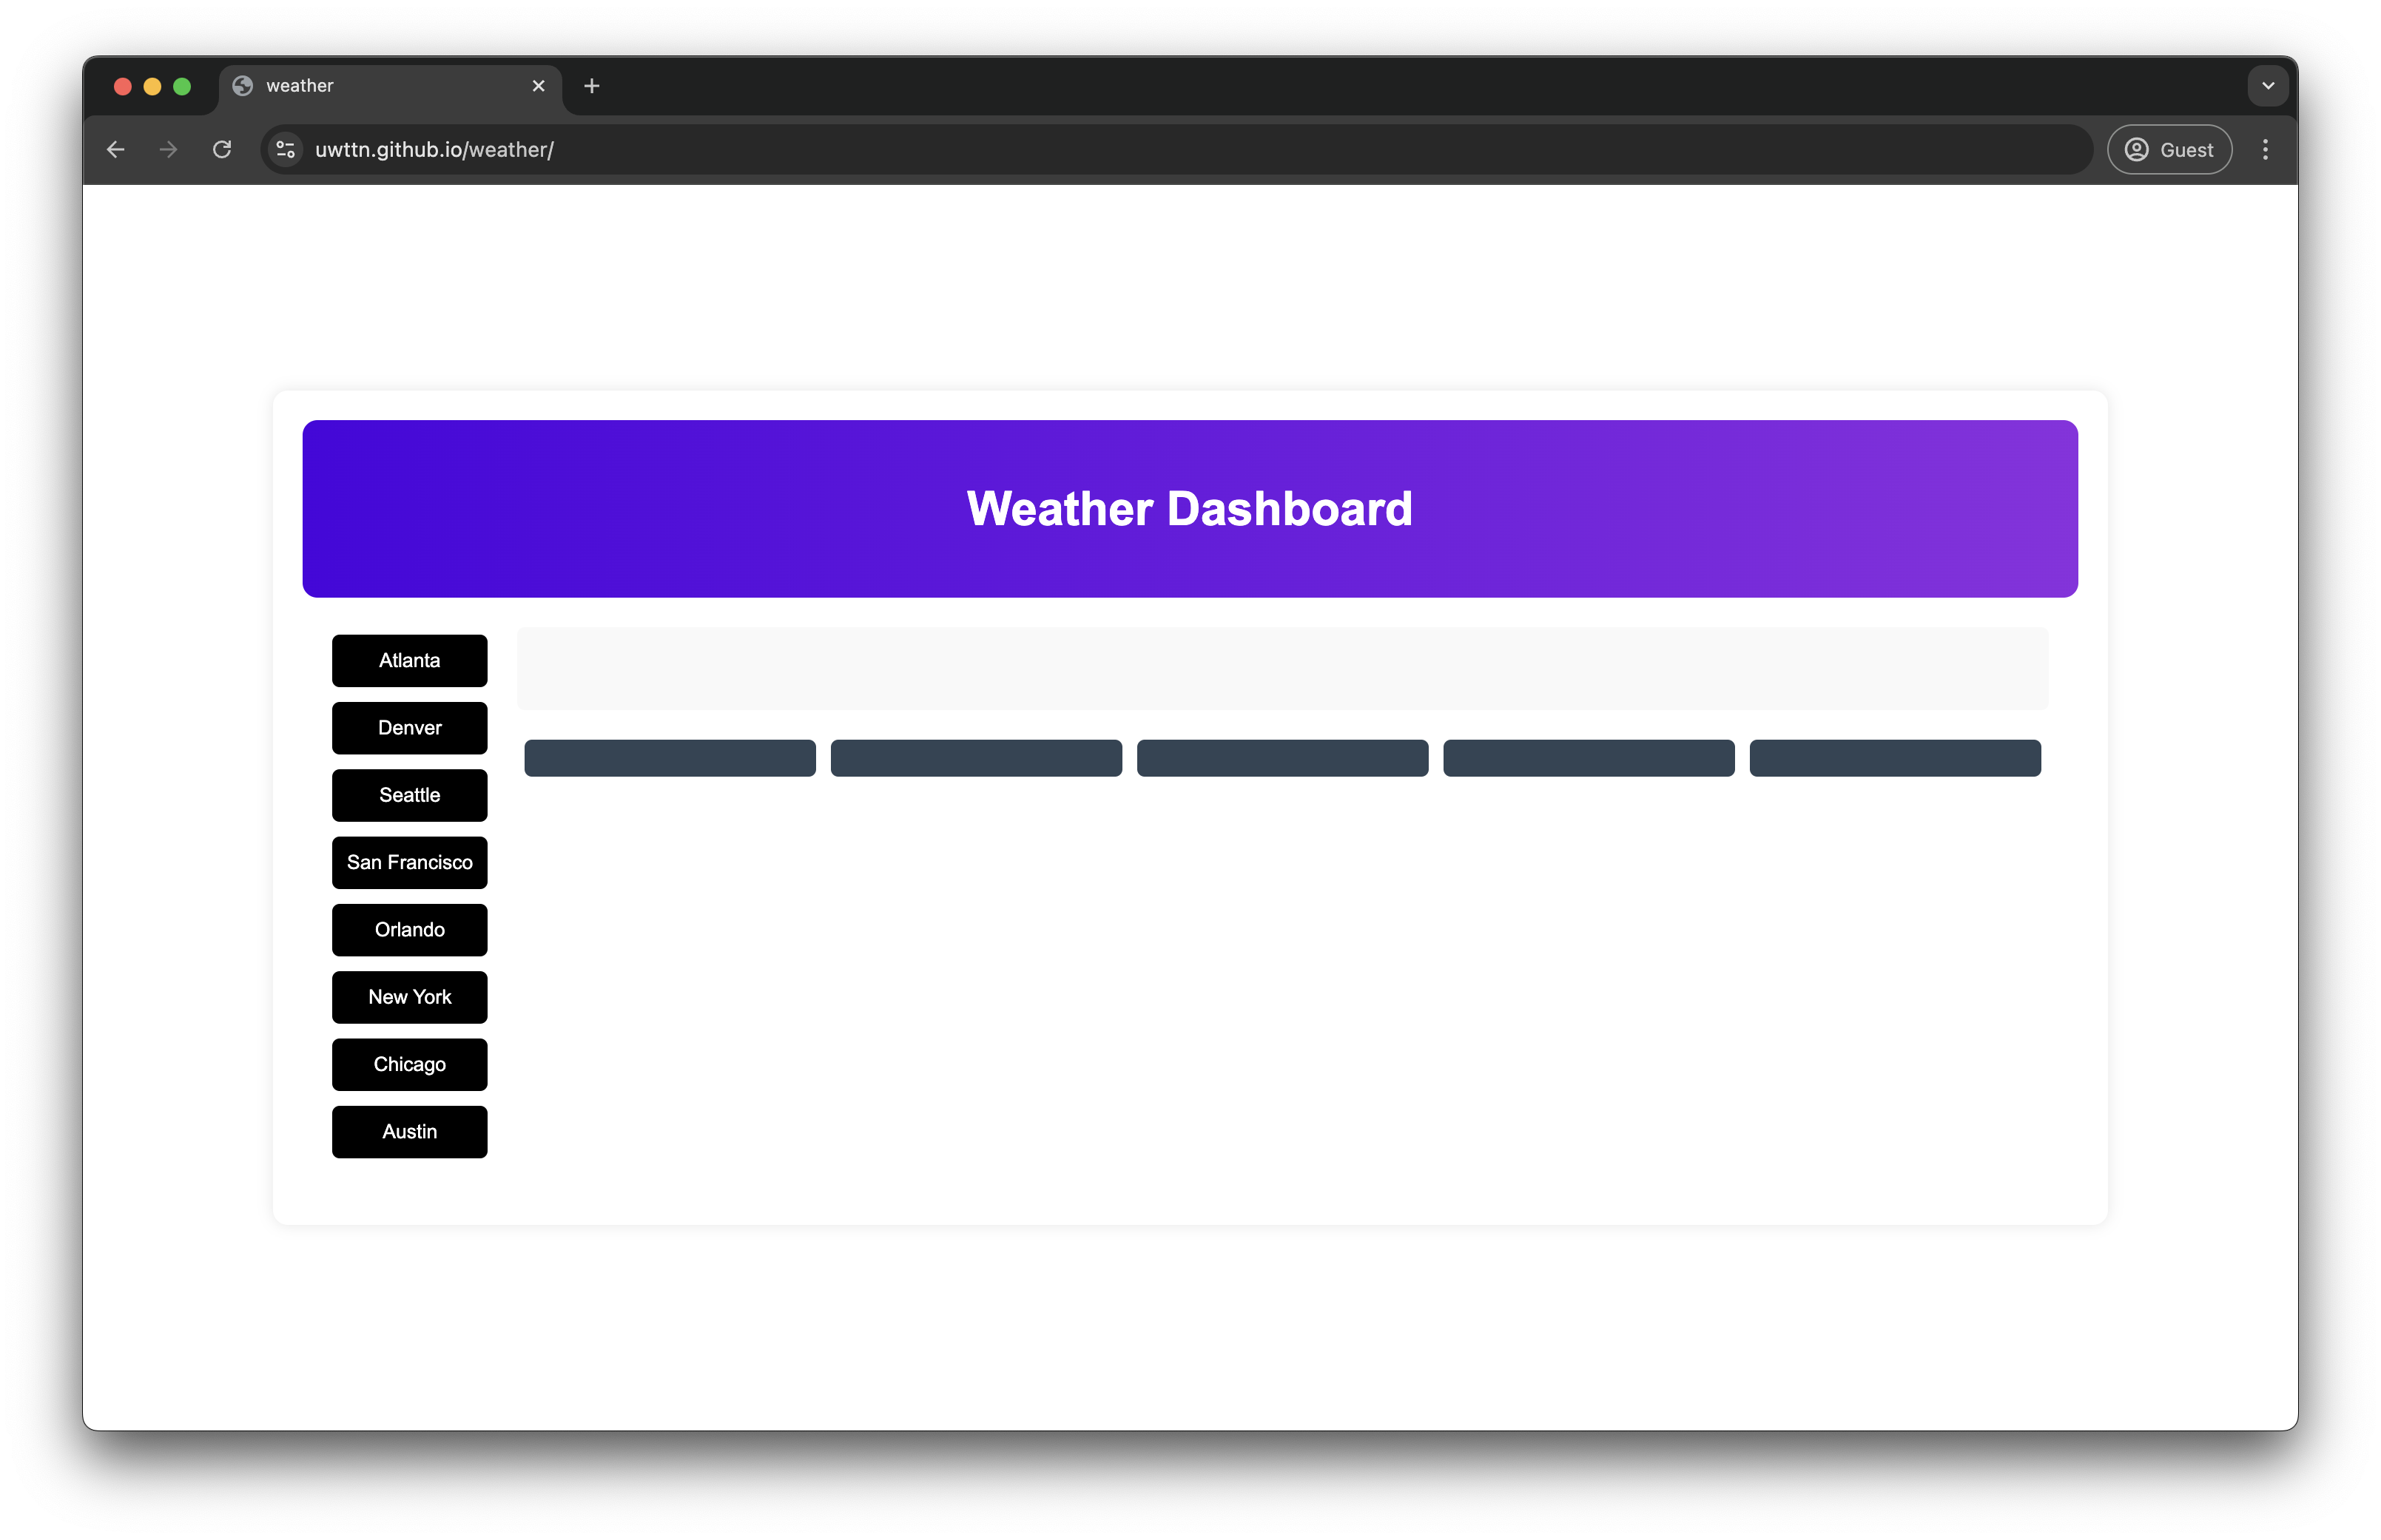 weather
uwttn.github.io/weather/
Guest
Weather Dashboard
Atlanta
Denver
Seattle
San Francisco
Orlando
New York
Chicago
Austin